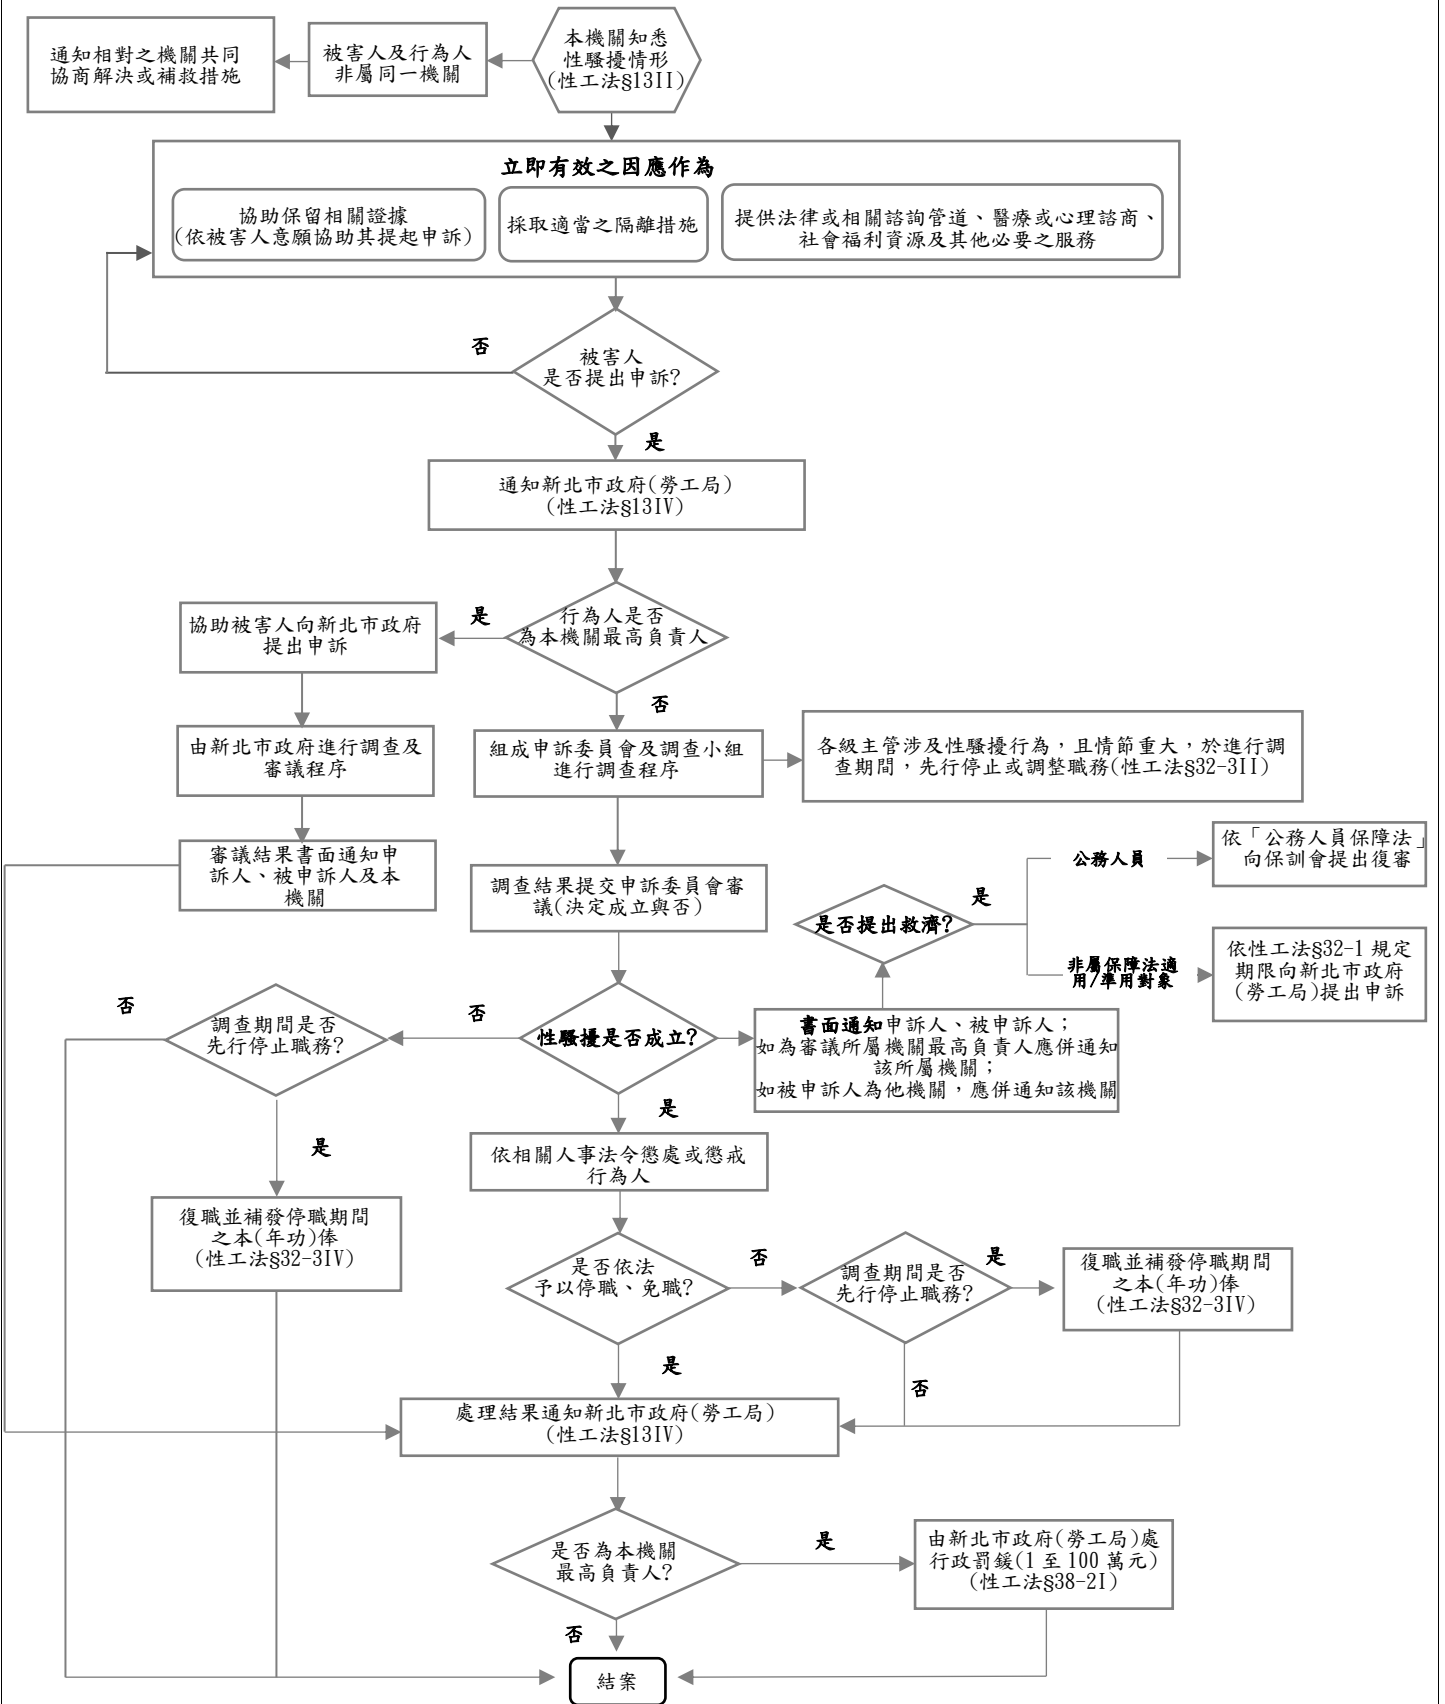 本機關知悉
性騷擾情形
(性工法§13II)
被害人及行為人
非屬同一機關
通知相對之機關共同
協商解決或補救措施
立即有效之因應作為
協助保留相關證據
(依被害人意願協助其提起申訴)
採取適當之隔離措施
提供法律或相關諮詢管道、醫療或心理諮商、
社會福利資源及其他必要之服務
否
被害人
是否提出申訴?
是
通知新北市政府(勞工局)
(性工法§13IV)
行為人是否
為本機關最高負責人
是
協助被害人向新北市政府
提出申訴
由新北市政府進行調查及
審議程序
審議結果書面通知申
訴人、被申訴人及本
機關
否
組成申訴委員會及調查小組
進行調查程序
各級主管涉及性騷擾行為，且情節重大，於進行調
查期間，先行停止或調整職務(性工法§32-3II)
調查結果提交申訴委員會審
議(決定成立與否)
是否提出救濟?
是
公務人員
依「公務人員保障法」
向保訓會提出復審
非屬保障法適
用/準用對象
依性工法§32-1 規定
期限向新北市政府
(勞工局)提出申訴
性騷擾是否成立?
書面通知申訴人、被申訴人；
如為審議所屬機關最高負責人應併通知
該所屬機關；
如被申訴人為他機關，應併通知該機關
否
調查期間是否
先行停止職務?
否
是
復職並補發停職期間
之本(年功)俸
(性工法§32-3IV)
是
依相關人事法令懲處或懲戒
行為人
是否依法
予以停職、免職?
否
調查期間是否
先行停止職務?
是
復職並補發停職期間
之本(年功)俸
(性工法§32-3IV)
否
是
處理結果通知新北市政府(勞工局)
(性工法§13IV)
是否為本機關
最高負責人?
是
由新北市政府(勞工局)處
行政罰鍰(1 至 100 萬元)
(性工法§38-2I)
否
結案